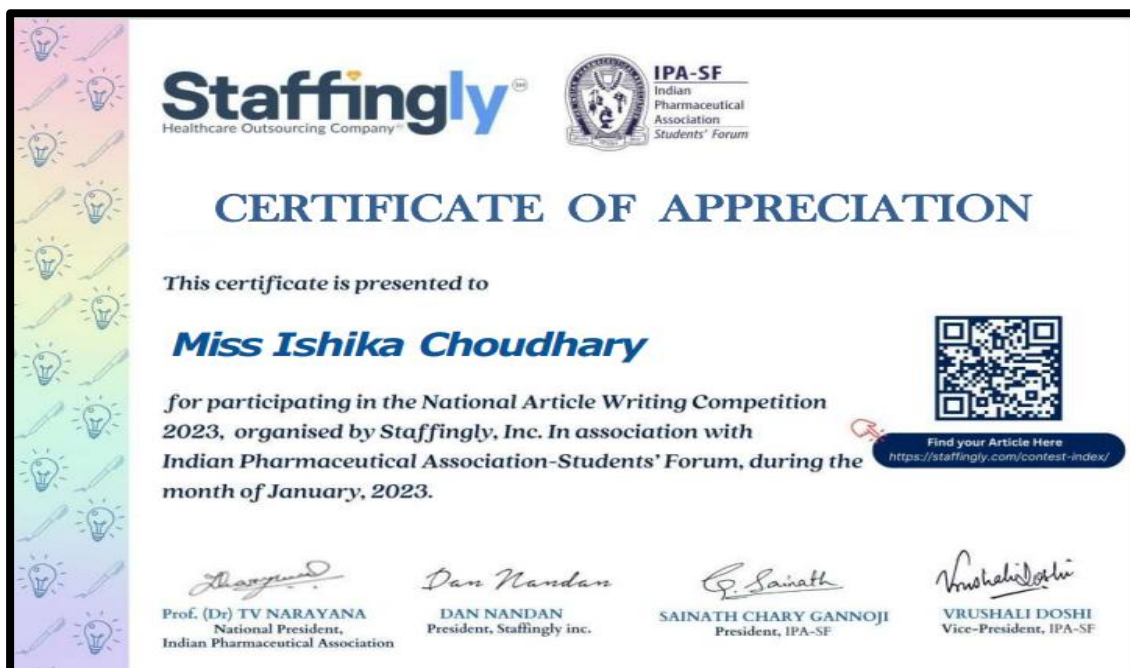 Staffingly SM
Healthcare Outsourcing Company
IPA-SF
Indian
Pharmaceutical
Association
Students' Forum
CERTIFICATE OF APPRECIATION
This certificate is presented to
Miss Ishika Choudhary
for participating in the National Article Writing Competition
2023, organised by Staffingly, Inc. In association with
Indian Pharmaceutical Association-Students' Forum, during the
month of January, 2023.
Find your Article Here
https://staffingly.com/contest-index/
Dan Nandan
G. Sainath
Vrushali Doshi
Prof. (Dr) TV NARAYANA
National President,
Indian Pharmaceutical Association
DAN NANDAN
President, Staffingly inc.
SAINATH CHARY GANNOJI
President, IPA-SF
VRUSHALI DOSHI
Vice-President, IPA-SF